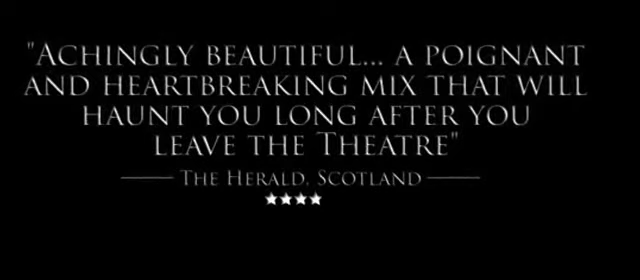 "Achingly beautiful... a poignant
and heartbreaking mix that will
haunt you long after you
leave the Theatre"
The Herald, Scotland
★★★★